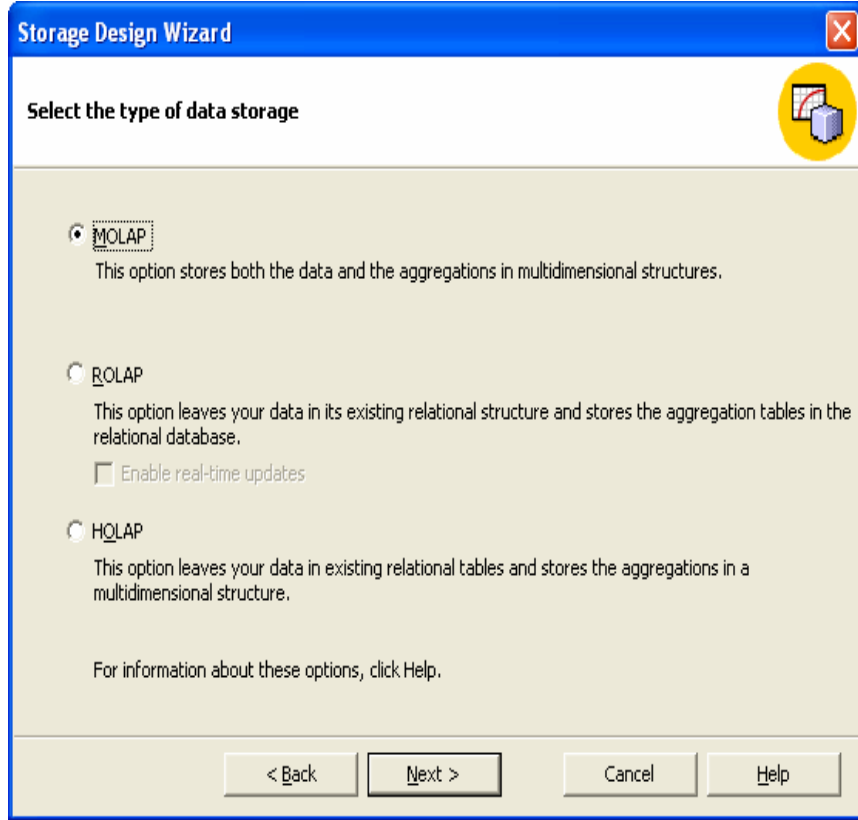 Storage Design Wizard
Select the type of data storage
MOLAP
This option stores both the data and the aggregations in multidimensional structures.
ROLAP
This option leaves your data in its existing relational structure and stores the aggregation tables in the
relational database.
Enable real-time updates
HOLAP
This option leaves your data in existing relational tables and stores the aggregations in a
multidimensional structure.
For information about these options, click Help.
< Back Next > Cancel Help